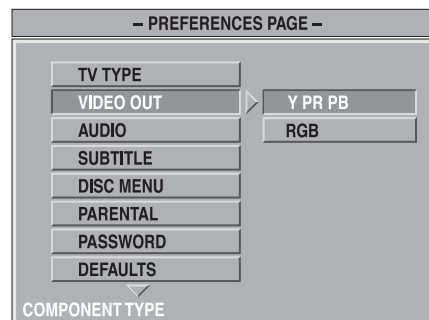 – PREFERENCES PAGE –
TV TYPE
VIDEO OUT
Y PR PB
AUDIO
RGB
SUBTITLE
DISC MENU
PARENTAL
PASSWORD
DEFAULTS
COMPONENT TYPE